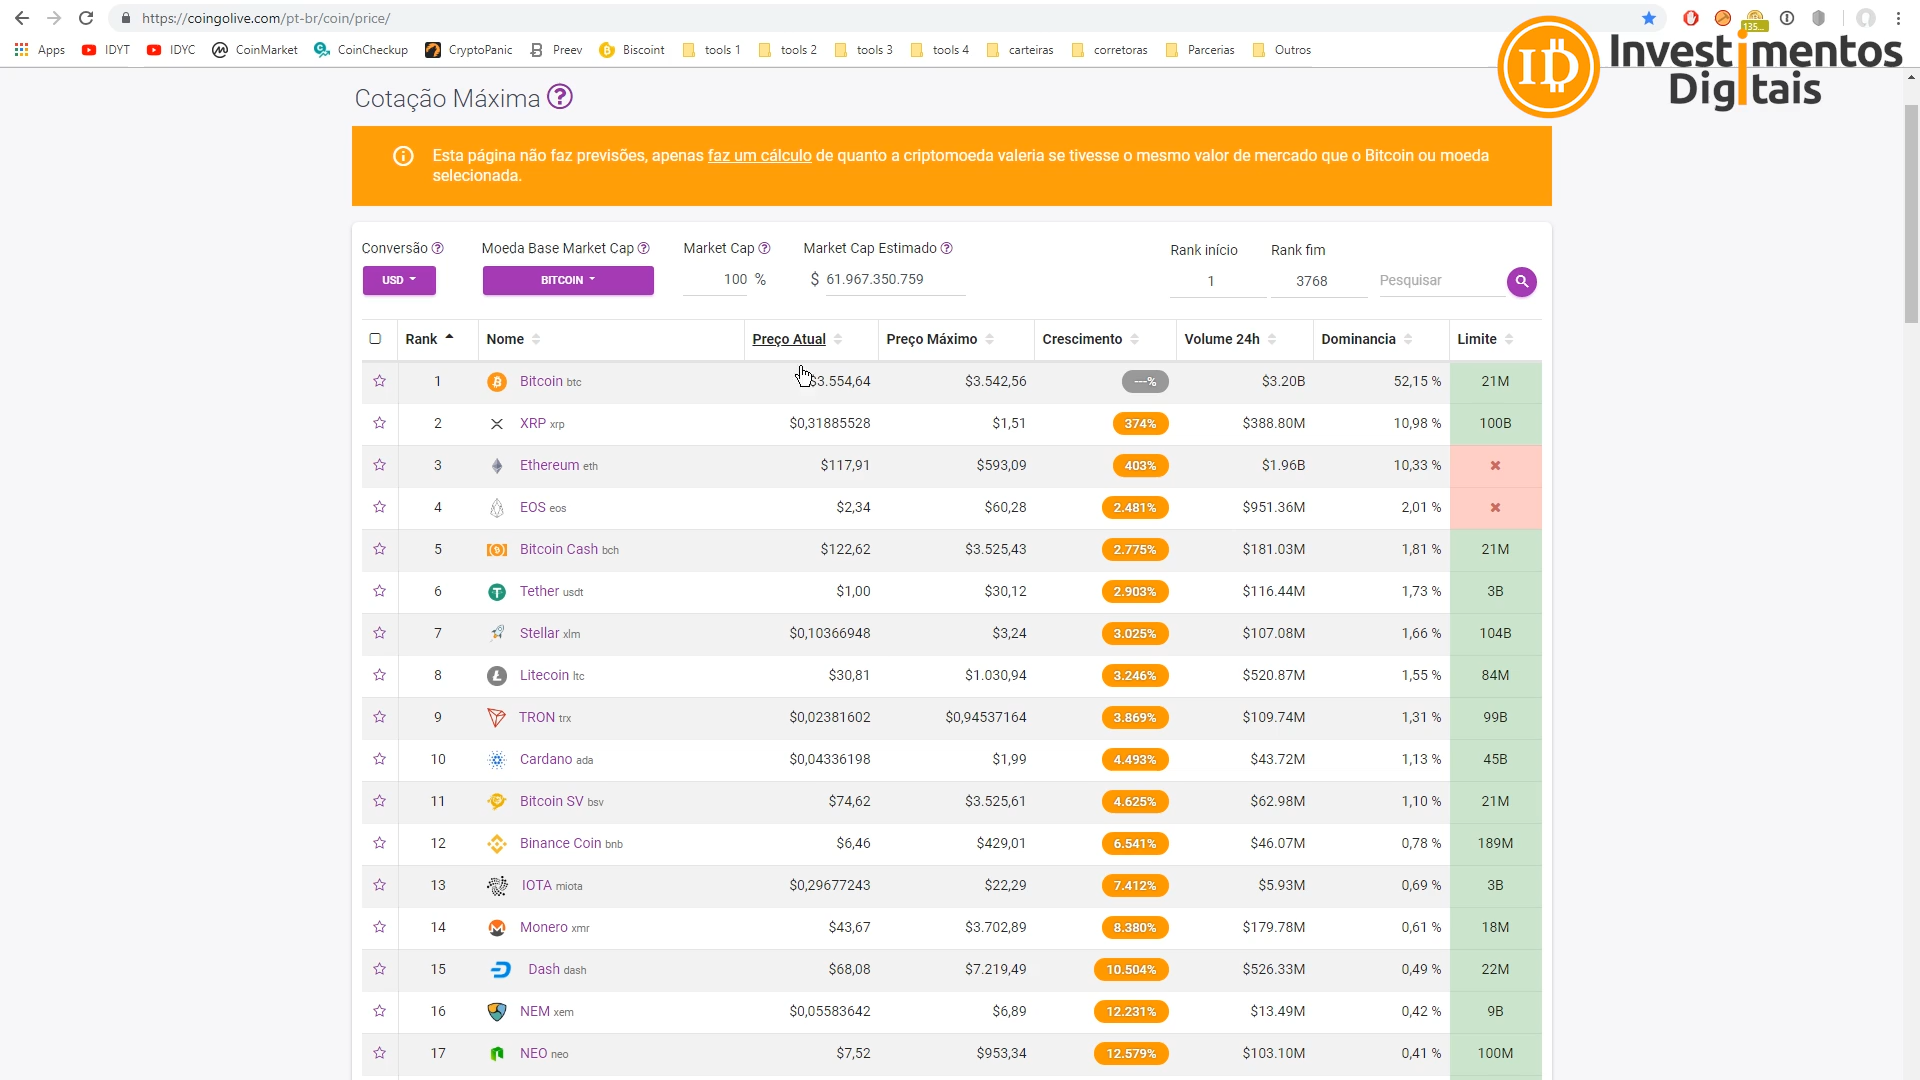 https://coingolive.com/pt-br/coin/price/
135...
Apps IDYT IDYC CoinMarket CoinCheckup CryptoPanic Preev Biscoint tools 1 tools 2 tools 3 tools 4 carteiras corretoras Parcerias Outros
Investimentos
Digitais
Cotação Máxima ?
Esta página não faz previsões, apenas faz um cálculo de quanto a criptomoeda valeria se tivesse o mesmo valor de mercado que o Bitcoin ou moeda
selecionada.
Conversão ? Moeda Base Market Cap ? Market Cap ? Market Cap Estimado ? Rank início Rank fim
USD BITCOIN 100 % $ 61.967.350.759 1 3768 Pesquisar
Rank Nome Preço Atual Preço Máximo Crescimento Volume 24h Dominancia Limite
1 Bitcoin btc $3.554,64 $3.542,56 ---% $3.20B 52,15 % 21M
2 XRP xrp $0,31885528 $1,51 374% $388.80M 10,98 % 100B
3 Ethereum eth $117,91 $593,09 403% $1.96B 10,33 % ✖
4 EOS eos $2,34 $60,28 2.481% $951.36M 2,01 % ✖
5 Bitcoin Cash bch $122,62 $3.525,43 2.775% $181.03M 1,81 % 21M
6 Tether usdt $1,00 $30,12 2.903% $116.44M 1,73 % 3B
7 Stellar xlm $0,10366948 $3,24 3.025% $107.08M 1,66 % 104B
8 Litecoin ltc $30,81 $1.030,94 3.246% $520.87M 1,55 % 84M
9 TRON trx $0,02381602 $0,94537164 3.869% $109.74M 1,31 % 99B
10 Cardano ada $0,04336198 $1,99 4.493% $43.72M 1,13 % 45B
11 Bitcoin SV bsv $74,62 $3.525,61 4.625% $62.98M 1,10 % 21M
12 Binance Coin bnb $6,46 $429,01 6.541% $46.07M 0,78 % 189M
13 IOTA miota $0,29677243 $22,29 7.412% $5.93M 0,69 % 3B
14 Monero xmr $43,67 $3.702,89 8.380% $179.78M 0,61 % 18M
15 Dash dash $68,08 $7.219,49 10.504% $526.33M 0,49 % 22M
16 NEM xem $0,05583642 $6,89 12.231% $13.49M 0,42 % 9B
17 NEO neo $7,52 $953,34 12.579% $103.10M 0,41 % 100M